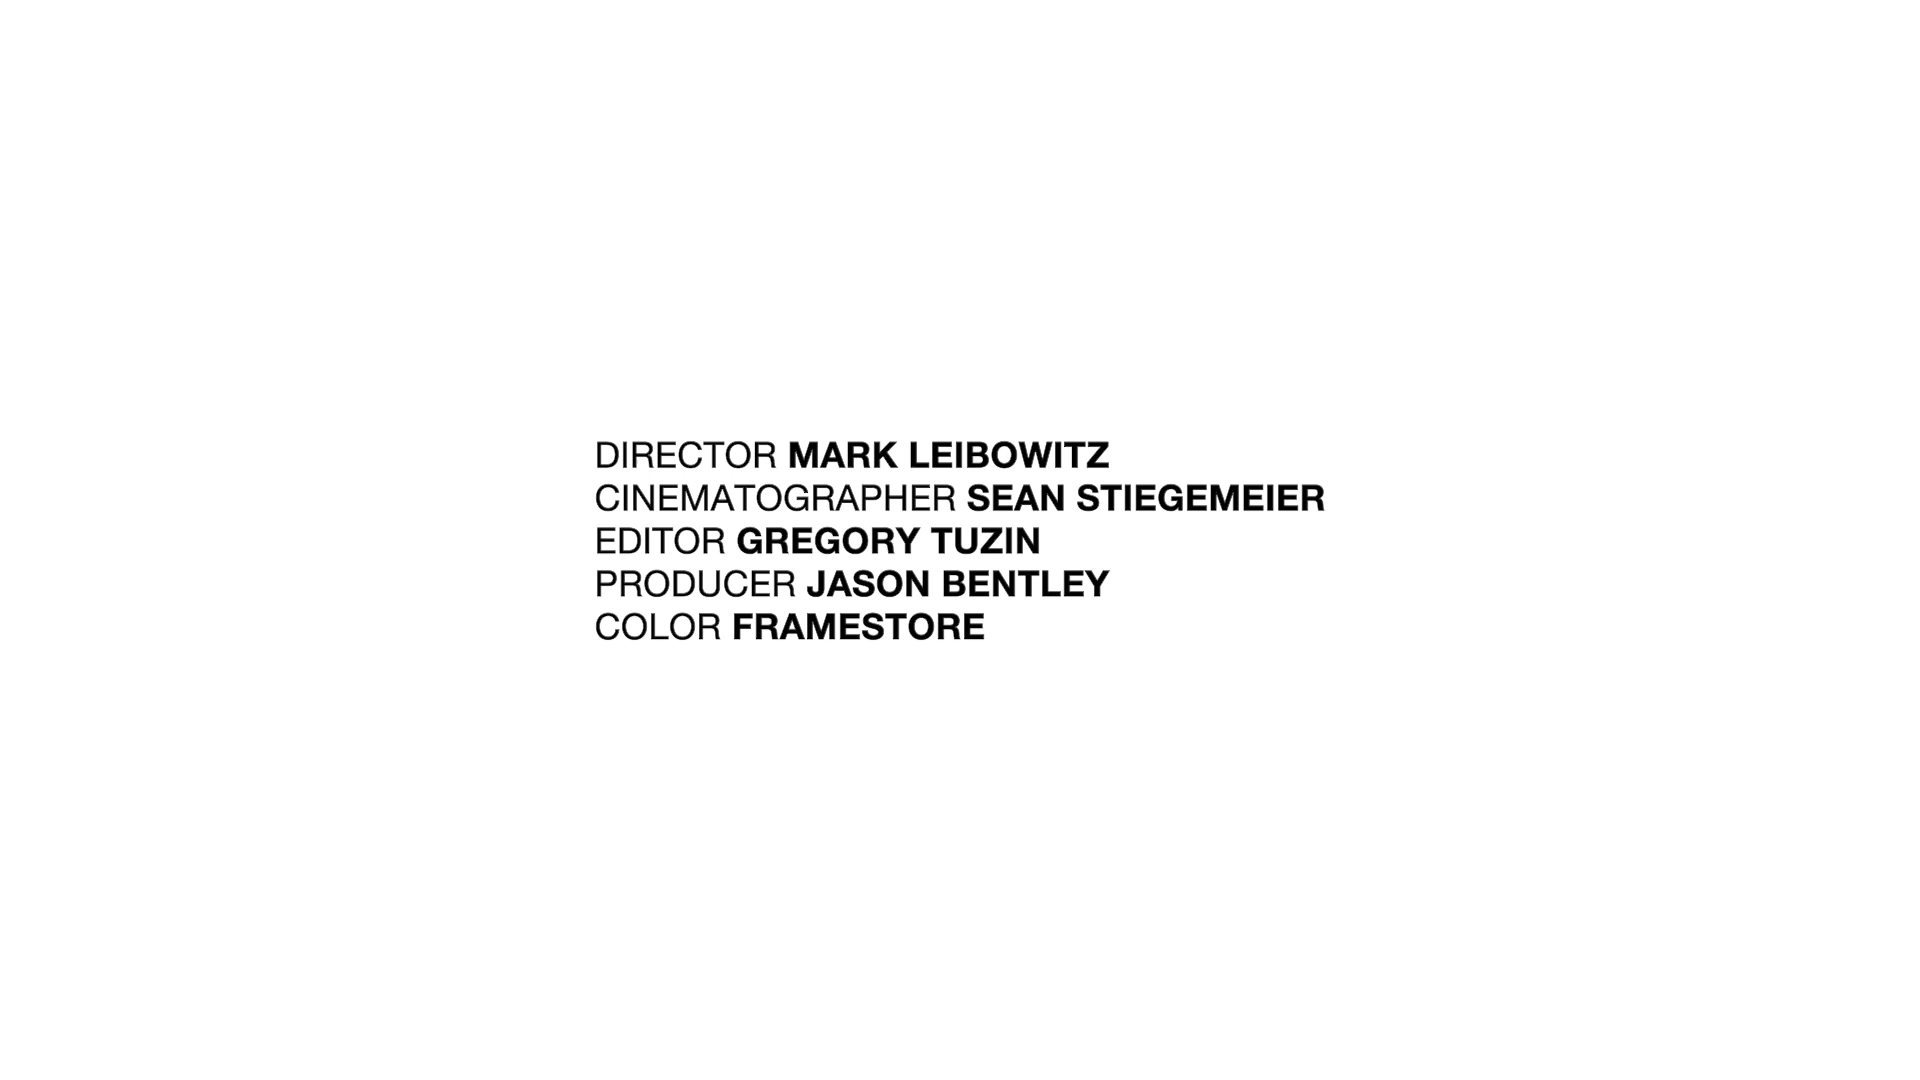 DIRECTOR MARK LEIBOWITZ
CINEMATOGRAPHER SEAN STIEGEMEIER
EDITOR GREGORY TUZIN
PRODUCER JASON BENTLEY
COLOR FRAMESTORE